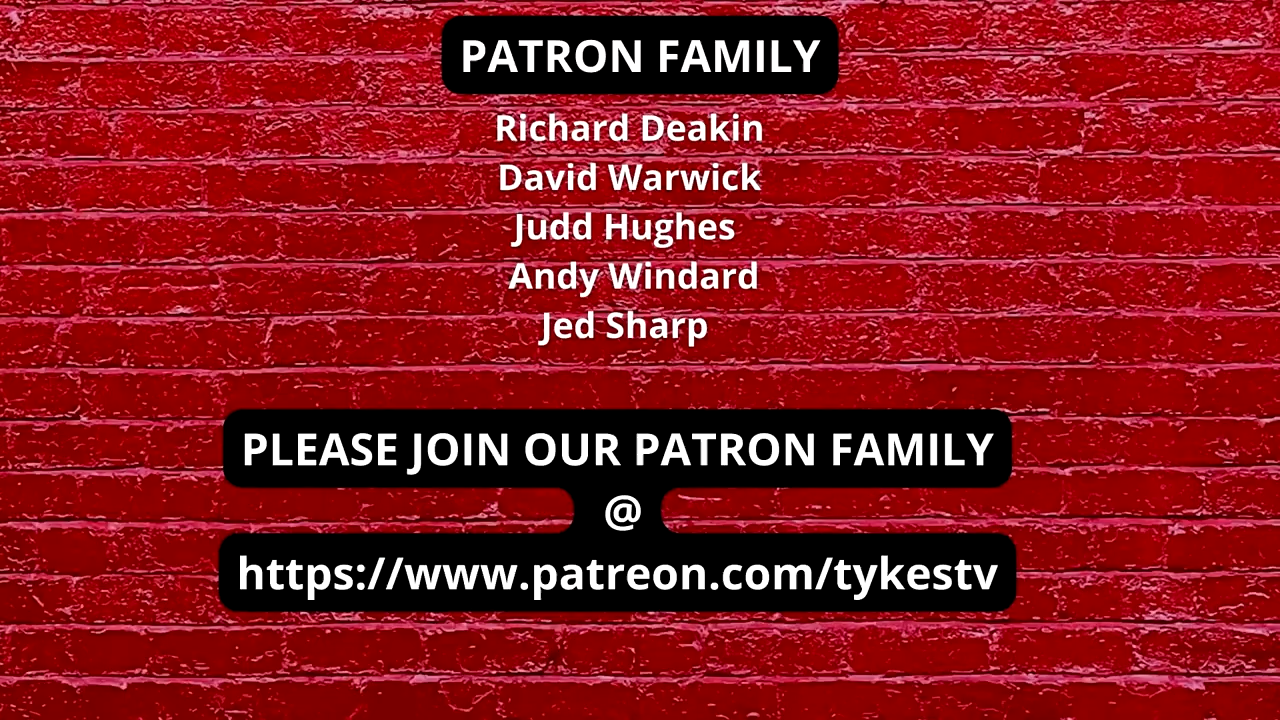 PATRON FAMILY
Richard Deakin
David Warwick
Judd Hughes
Andy Windard
Jed Sharp
PLEASE JOIN OUR PATRON FAMILY
@
https://www.patreon.com/tykestv